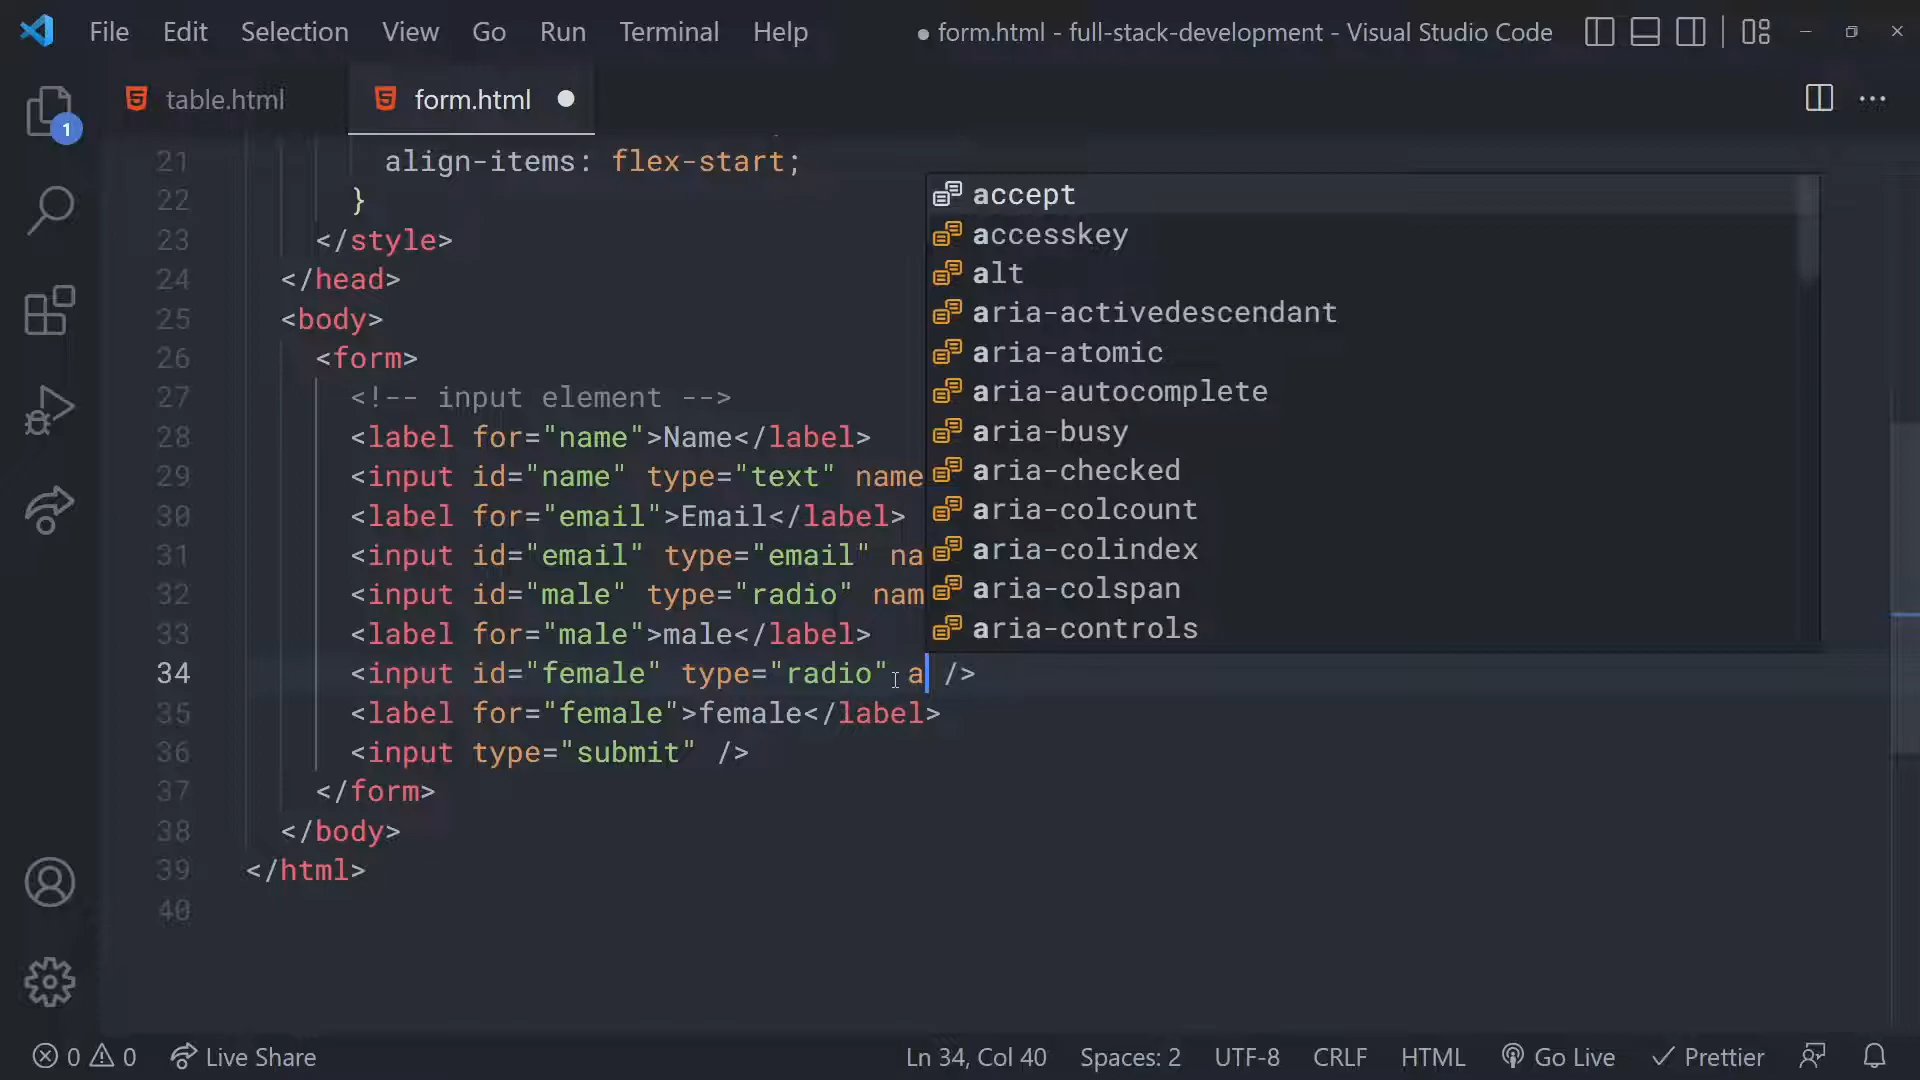 File Edit Selection View Go Run Terminal Help ● form.html - full-stack-development - Visual Studio Code
1
table.html form.html
21 align-items: flex-start;
22 }
23 </style>
24 </head>
25 <body>
26 <form>
27 <!-- input element -->
28 <label for="name">Name</label>
29 <input id="name" type="text" name
30 <label for="email">Email</label>
31 <input id="email" type="email" na
32 <input id="male" type="radio" nam
33 <label for="male">male</label>
34 <input id="female" type="radio" a />
35 <label for="female">female</label>
36 <input type="submit" />
37 </form>
38 </body>
39 </html>
40
accept
accesskey
alt
aria-activedescendant
aria-atomic
aria-autocomplete
aria-busy
aria-checked
aria-colcount
aria-colindex
aria-colspan
aria-controls
0 0 Live Share Ln 34, Col 40 Spaces: 2 UTF-8 CRLF HTML Go Live Prettier